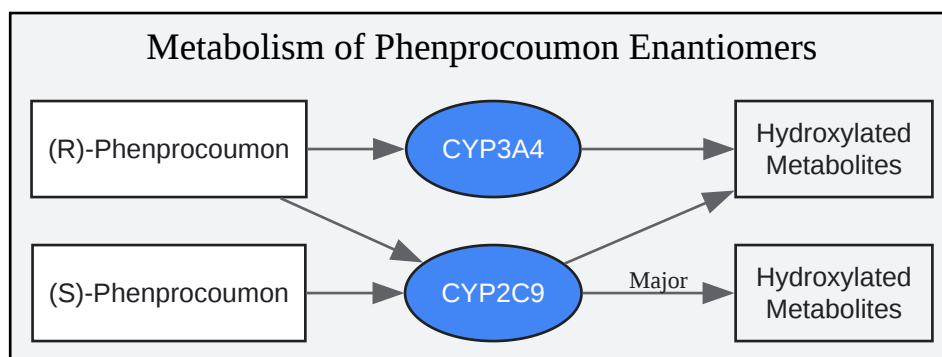 Metabolism of Phenprocoumon Enantiomers
(R)-Phenprocoumon
CYP3A4
Hydroxylated
Metabolites
(S)-Phenprocoumon
CYP2C9
Major
Hydroxylated
Metabolites